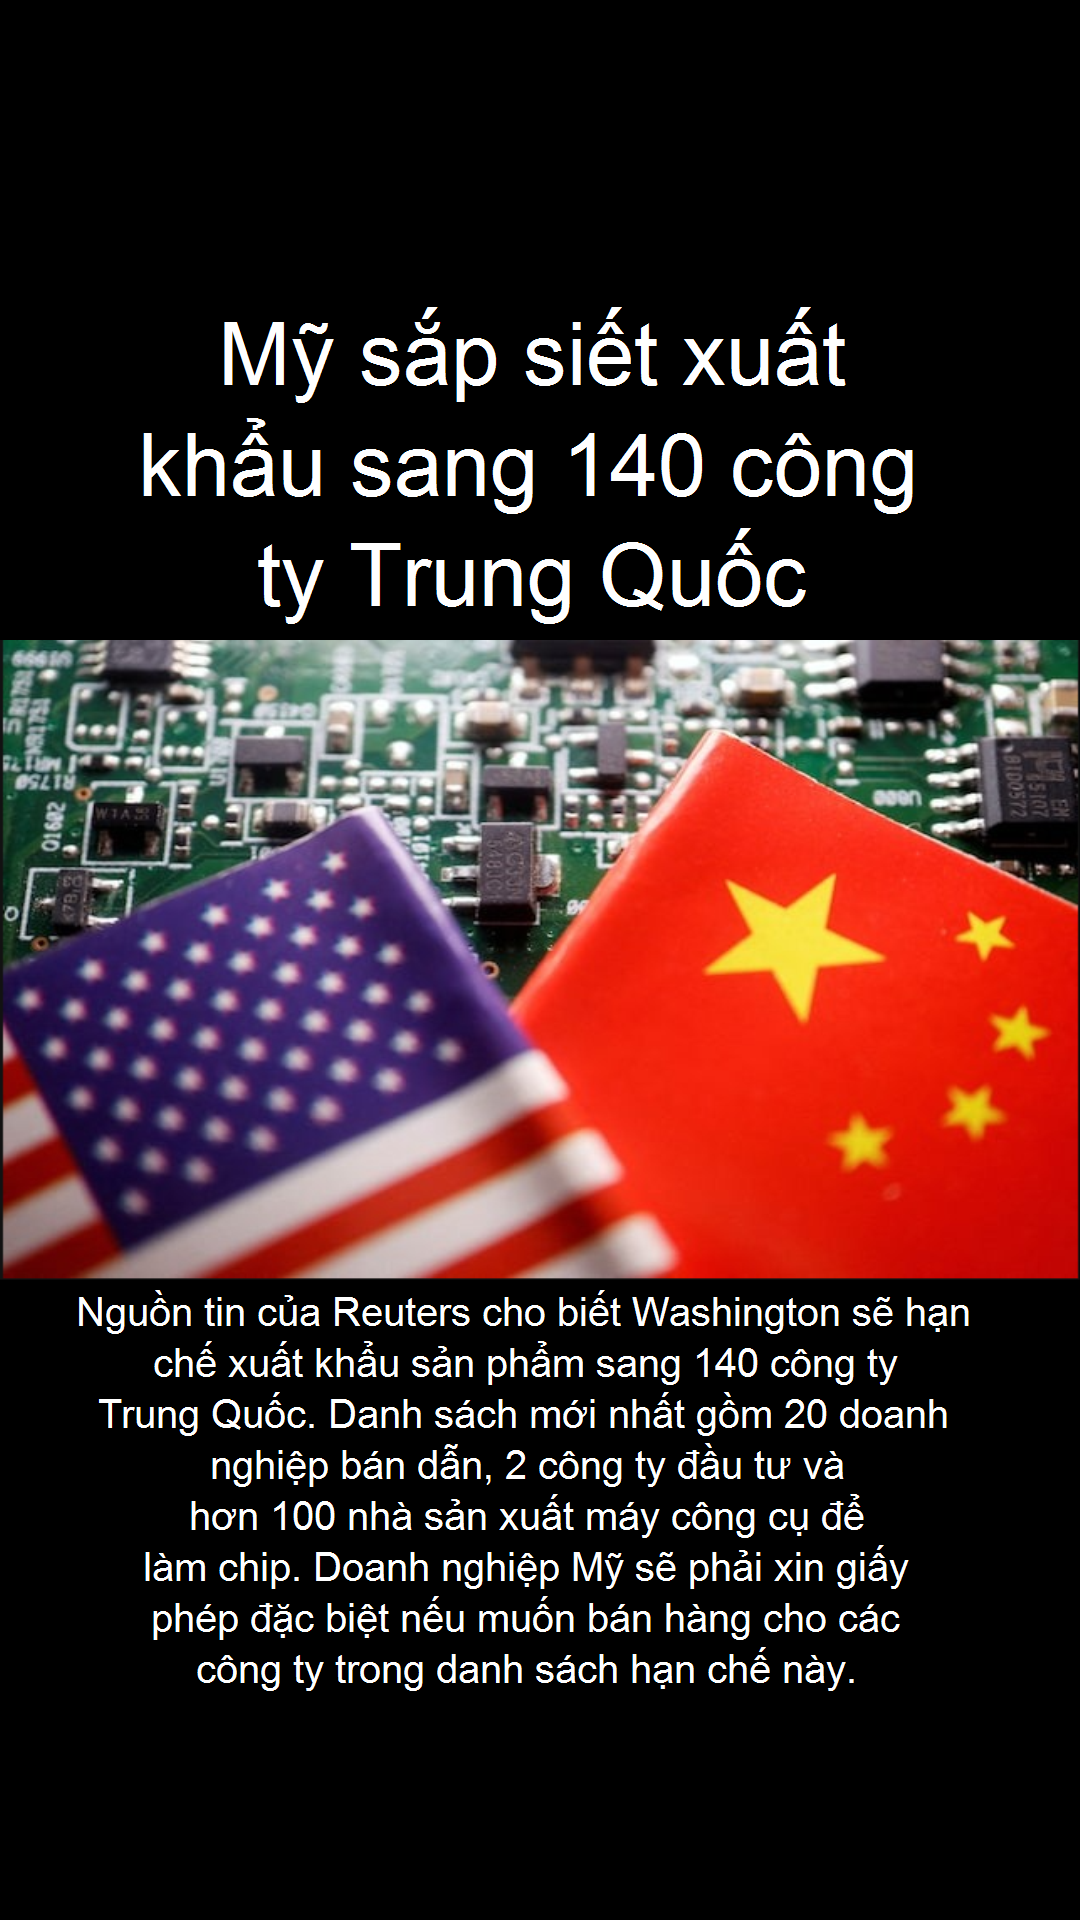 Mỹ sắp siết xuất
khẩu sang 140 công
ty Trung Quốc
R1750
Q1602
U800
Nguồn tin của Reuters cho biết Washington sẽ hạn
chế xuất khẩu sản phẩm sang 140 công ty
Trung Quốc. Danh sách mới nhất gồm 20 doanh
nghiệp bán dẫn, 2 công ty đầu tư và
hơn 100 nhà sản xuất máy công cụ để
làm chip. Doanh nghiệp Mỹ sẽ phải xin giấy
phép đặc biệt nếu muốn bán hàng cho các
công ty trong danh sách hạn chế này.